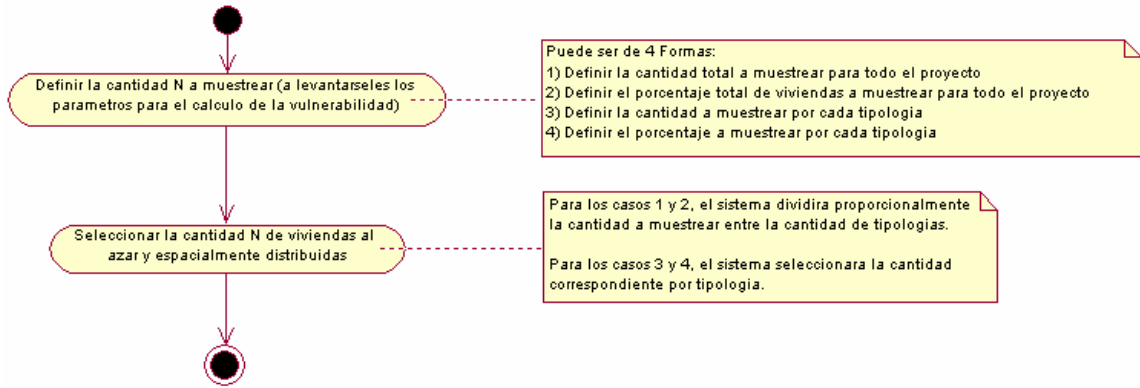 Definir la cantidad N a muestrear (a levantarseles los
parametros para el calculo de la vulnerabilidad)
Puede ser de 4 Formas:
1) Definir la cantidad total a muestrear para todo el proyecto
2) Definir el porcentaje total de viviendas a muestrear para todo el proyecto
3) Definir la cantidad a muestrear por cada tipologia
4) Definir el porcentaje a muestrear por cada tipologia
Seleccionar la cantidad N de viviendas al
azar y espacialmente distribuidas
Para los casos 1 y 2, el sistema dividira proporcionalmente
la cantidad a muestrear entre la cantidad de tipologias.
Para los casos 3 y 4, el sistema seleccionara la cantidad
correspondiente por tipologia.